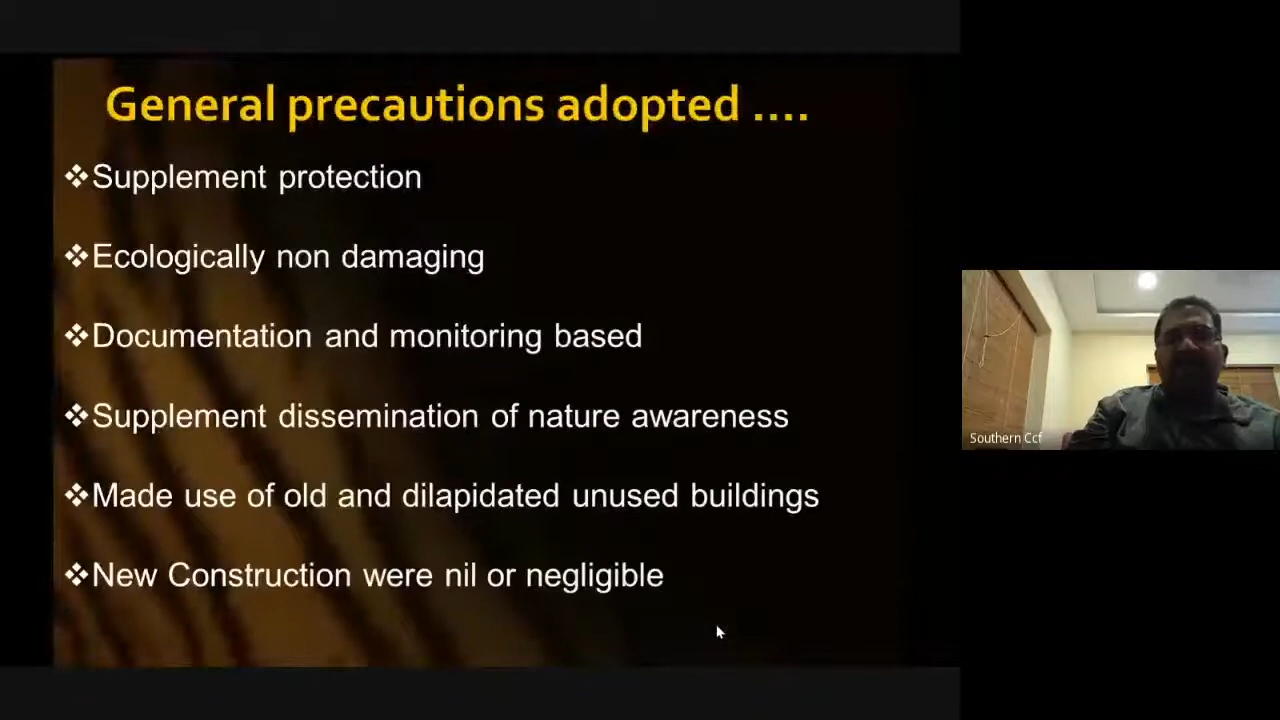 General precautions adopted ....
❖Supplement protection
❖Ecologically non damaging
❖Documentation and monitoring based
❖Supplement dissemination of nature awareness
❖Made use of old and dilapidated unused buildings
❖New Construction were nil or negligible
Southern Ccf